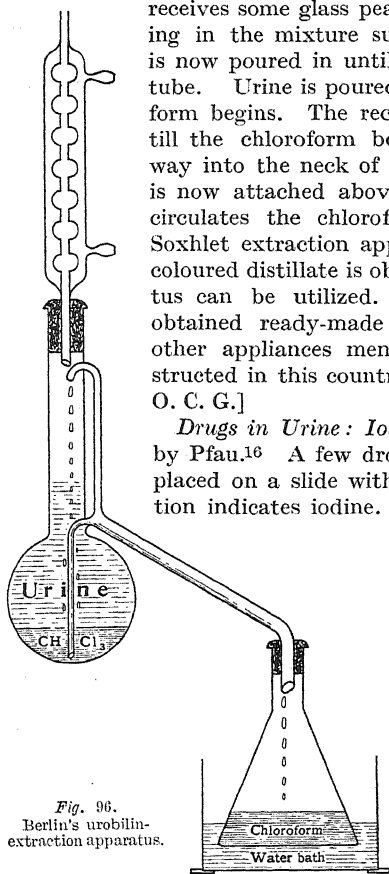 receives some glass pea
ing in the mixture su
is now poured in until
tube. Urine is poured
form begins. The rec
till the chloroform be
way into the neck of
is now attached abov
circulates the chlorof
Soxhlet extraction app
coloured distillate is ob
tus can be utilized.
obtained ready-made
other appliances men
structed in this countr
O. C. G.]
Drugs in Urine: Io
by Pfau.16 A few dro
placed on a slide with
tion indicates iodine.
Urine
CH Cl3
Chloroform
Water bath
Fig. 96.
Berlin's urobilin-
extraction apparatus.